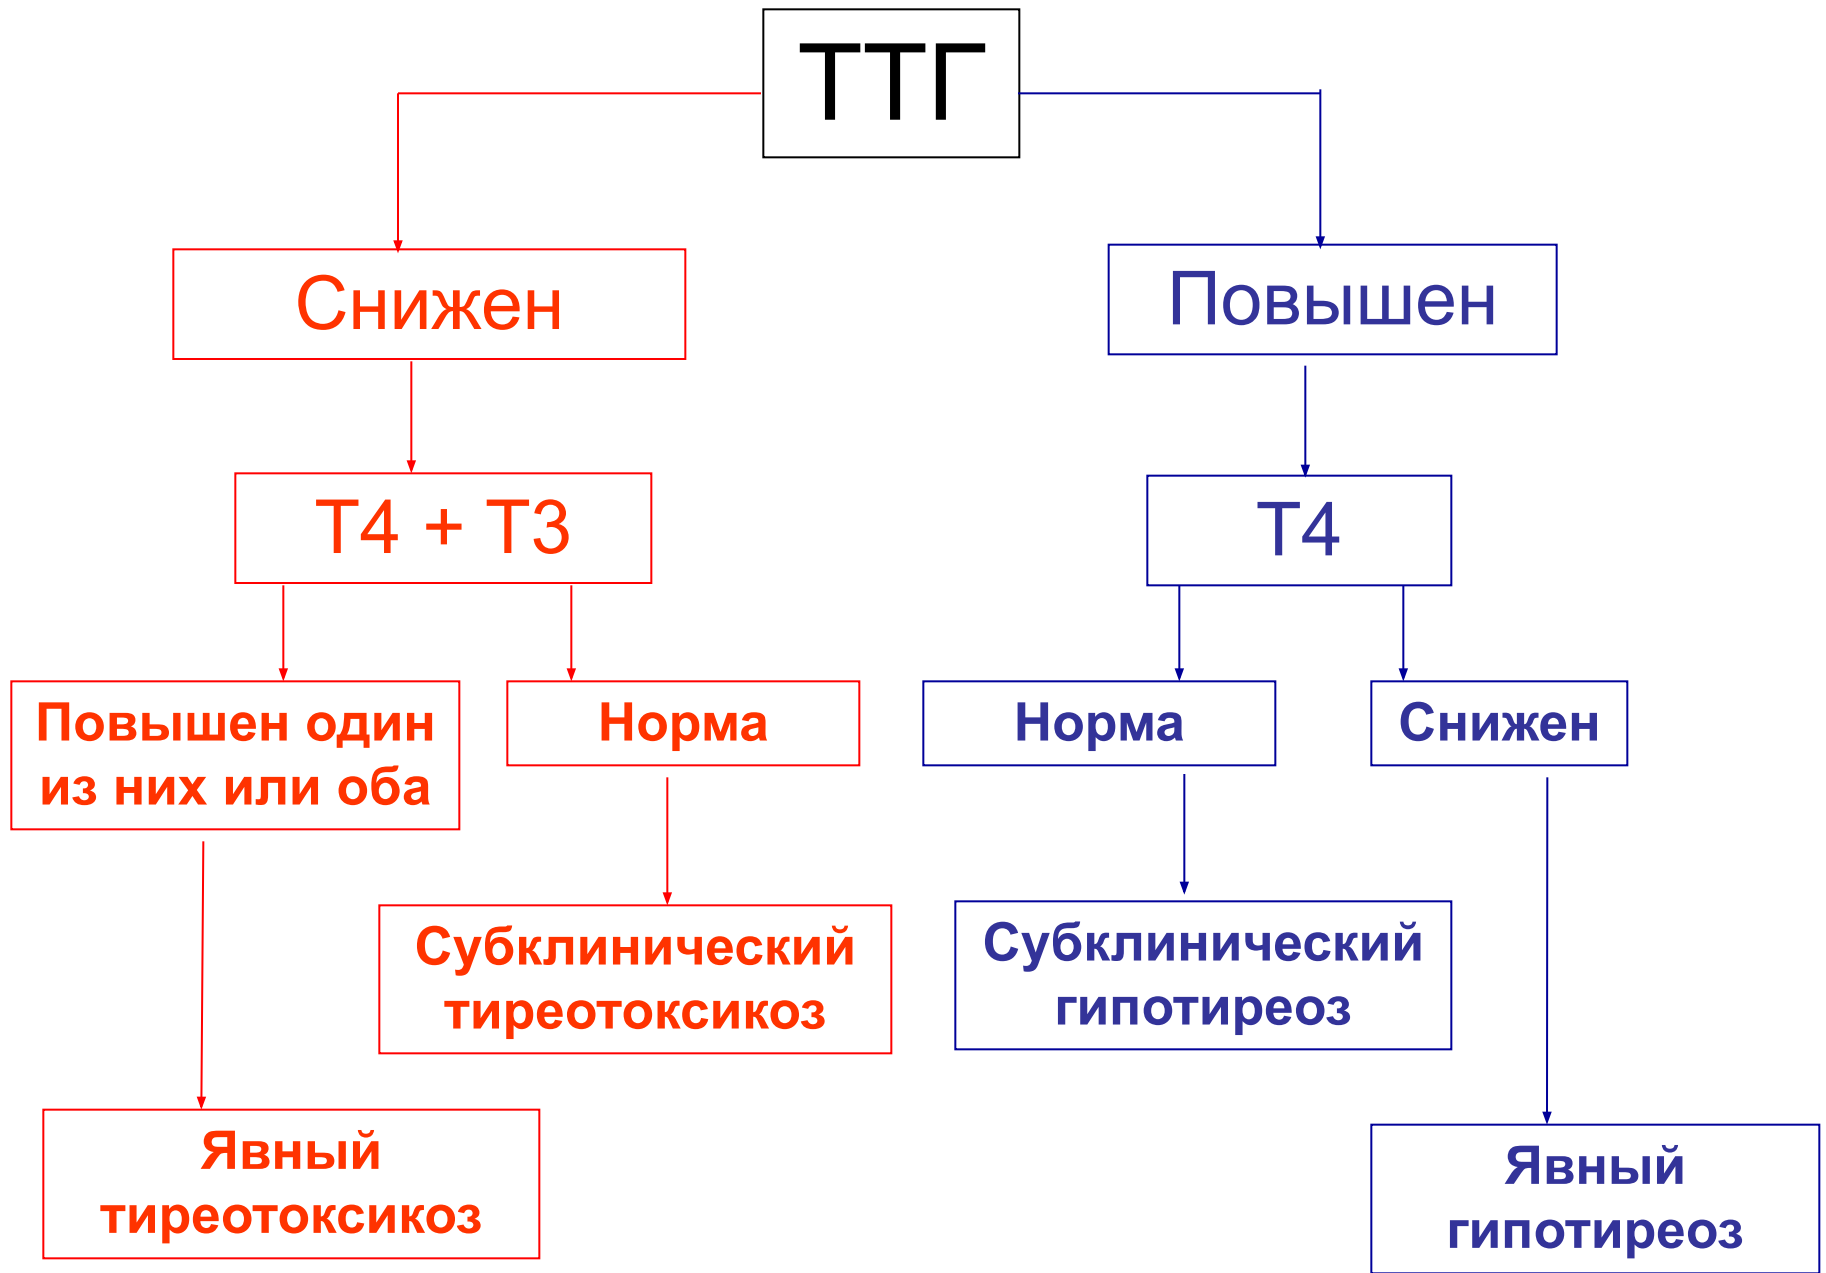 ТТГ
Снижен
Повышен
Т4 + Т3
Т4
Повышен один
из них или оба
Норма
Норма
Снижен
Субклинический
тиреотоксикоз
Субклинический
гипотиреоз
Явный
тиреотоксикоз
Явный
гипотиреоз